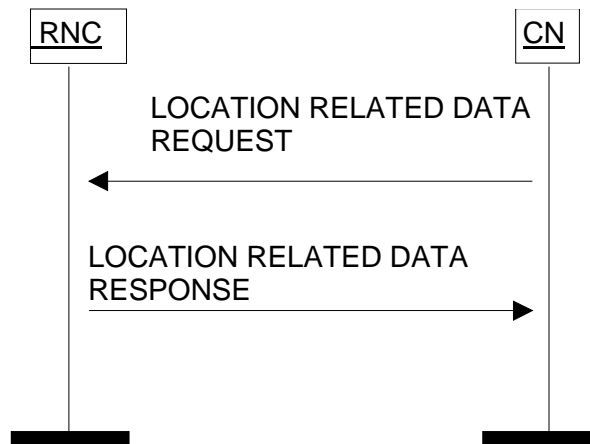 RNC
CN
LOCATION RELATED DATA
REQUEST
LOCATION RELATED DATA
RESPONSE